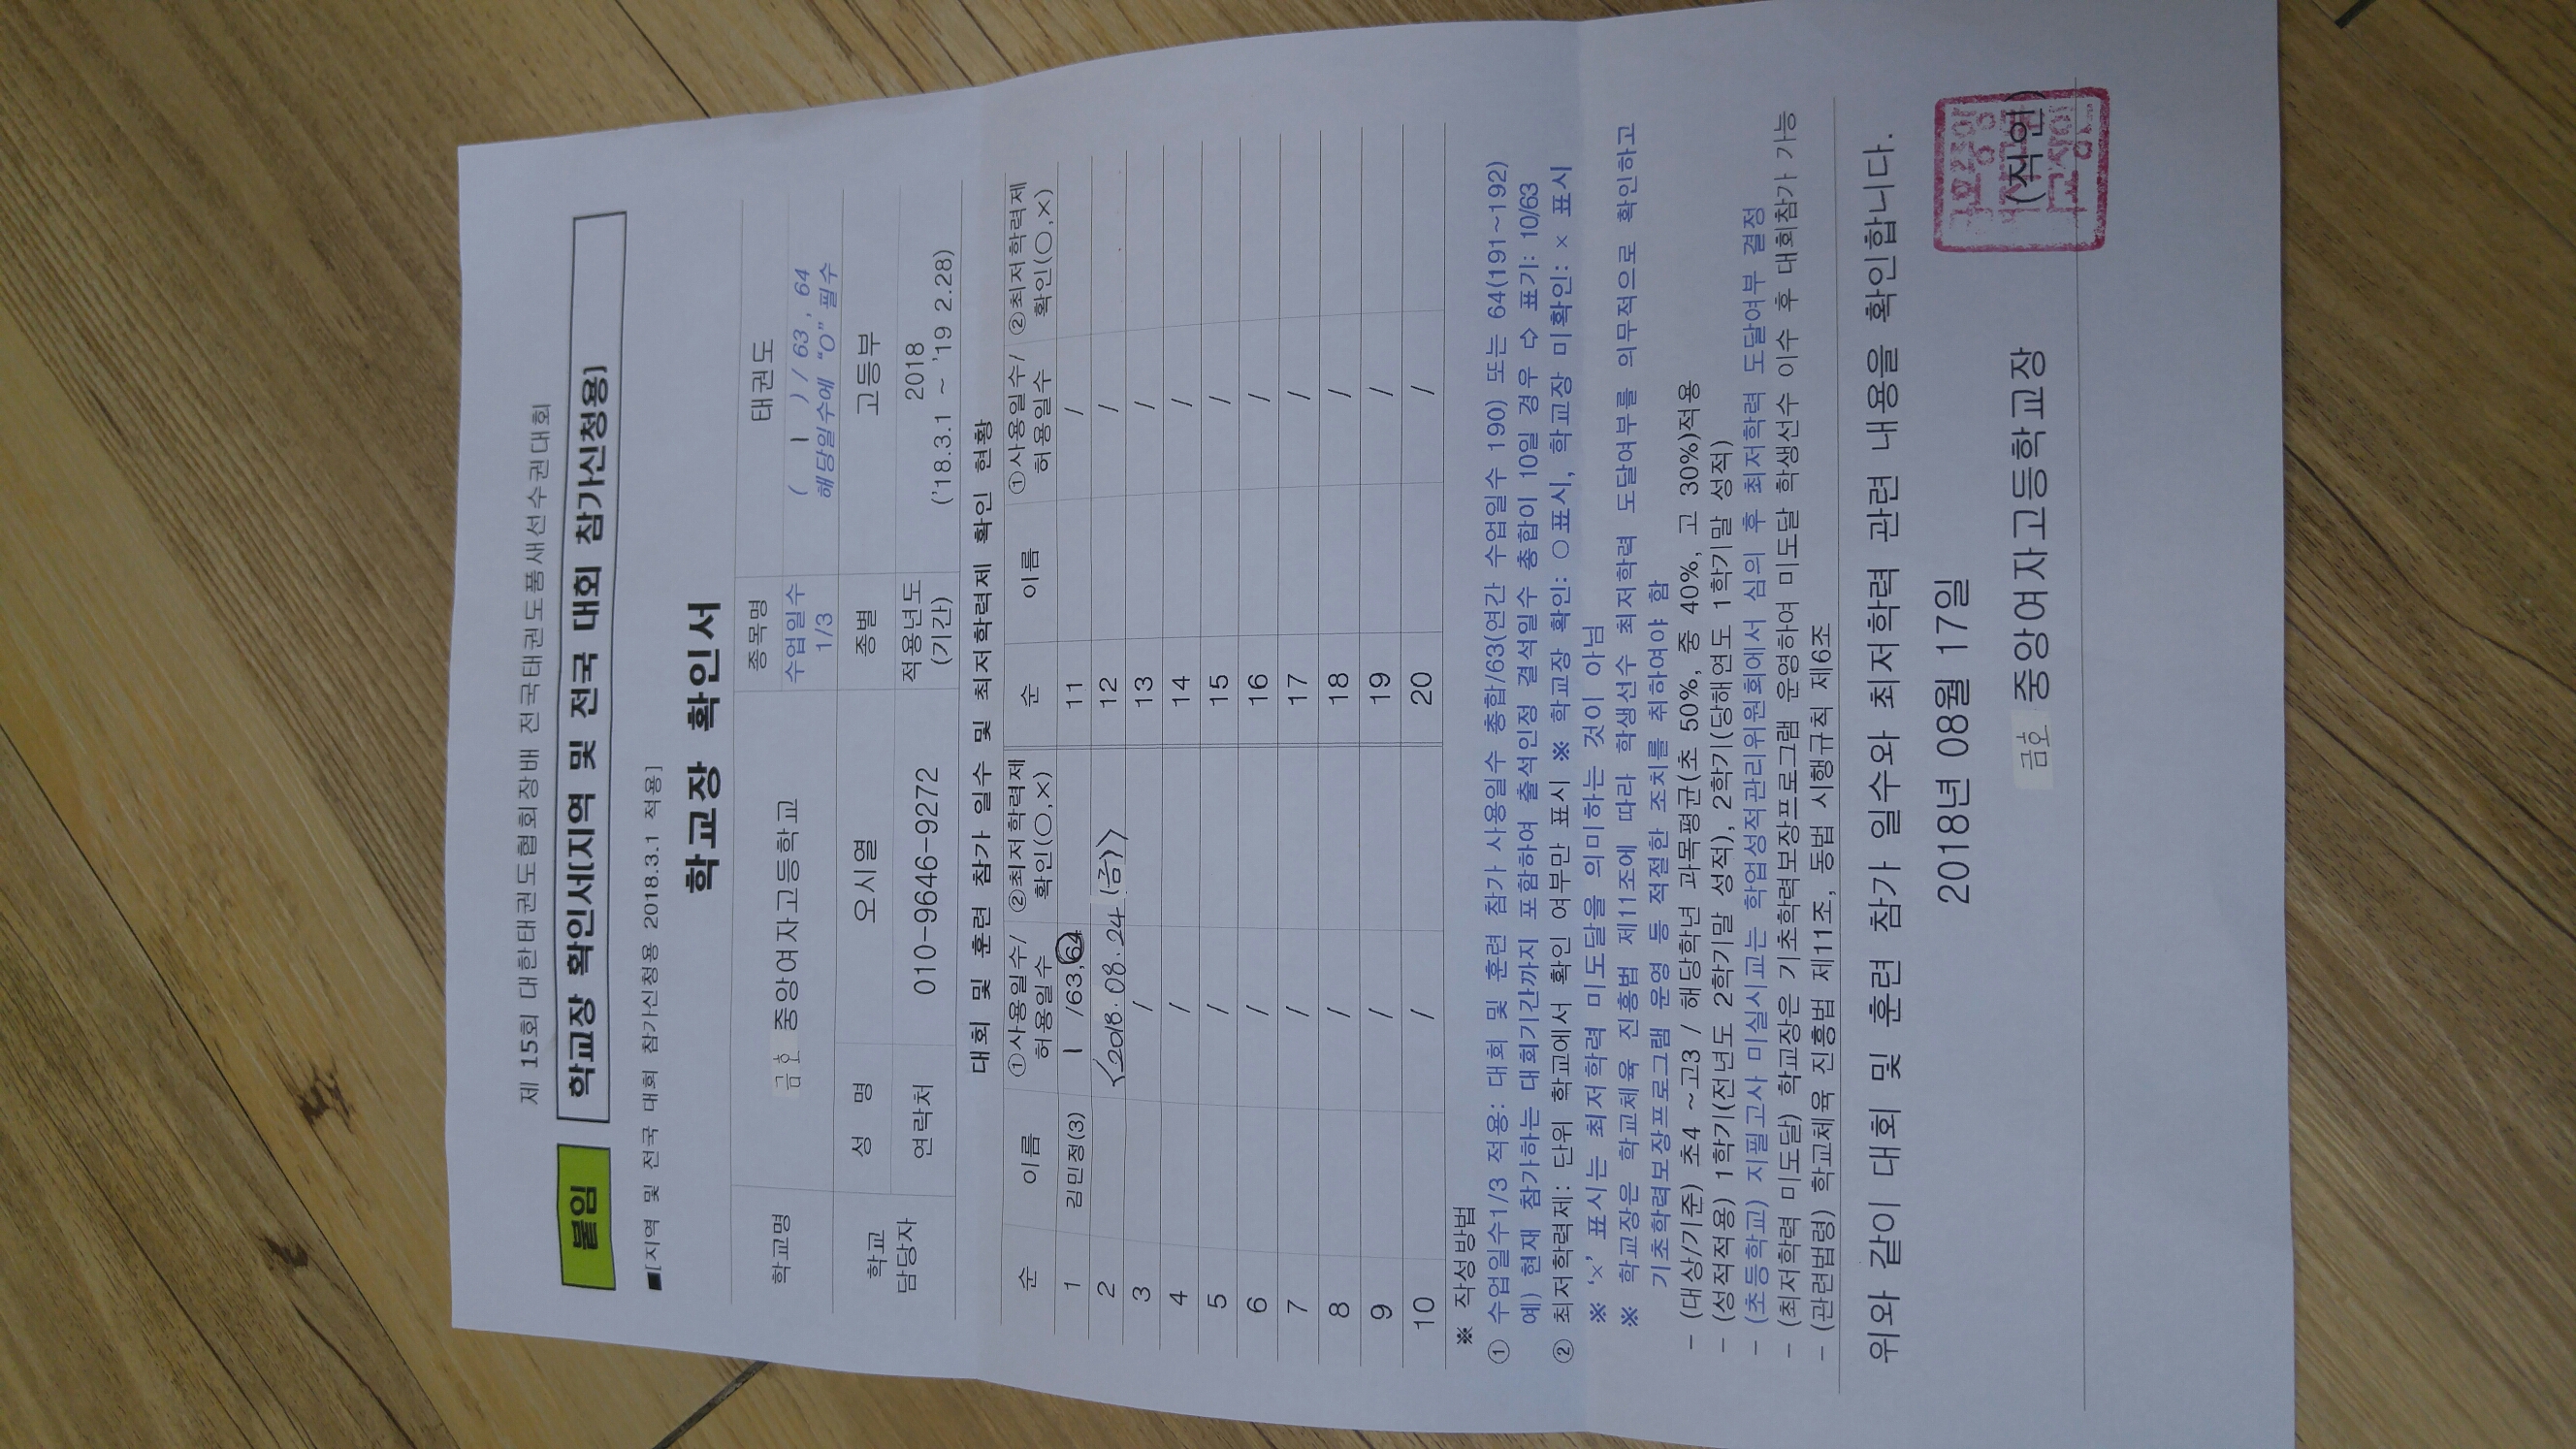 제 15회 대한태권도협회장배 전국태권도품새선수권대회
붙임 학교장 확인서[지역 및 전국 대회 참가신청용]
■[지역 및 전국 대회 참가신청용 2018.3.1 적용]
학교장 확인서
학교명 금호 중앙여자고등학교 종목명 태권도
수업일수 1/3 ( 1 ) / 63 , 64
해당일수에 "O" 필수
학교 담당자 성 명 오시열 종별 고등부
연락처 010-9646-9272 적용년도 (기간) 2018
('18.3.1 ~ '19 2.28)
대회 및 훈련 참가 일수 및 최저학력제 확인 현황
순 이름 ①사용일수/허용일수 ②최저학력제 확인(○,×) 순 이름 ①사용일수/허용일수 ②최저학력제 확인(○,×)
1 김민정(3) 1 /63,64 11 /
2 <2018. 08. 24 (금)> 12 /
3 / 13 /
4 / 14 /
5 / 15 /
6 / 16 /
7 / 17 /
8 / 18 /
9 / 19 /
10 / 20 /
※ 작성방법
① 수업일수1/3 적용: 대회 및 훈련 참가 사용일수 총합/63(연간 수업일수 190) 또는 64(191~192)
예) 현재 참가하는 대회기간까지 포함하여 출석인정 결석일수 총합이 10일 경우 ⇨ 표기: 10/63
② 최저학력제: 단위 학교에서 확인 여부만 표시 ※ 학교장 확인: ○표시, 학교장 미확인: × 표시
※ '×' 표시는 최저학력 미도달을 의미하는 것이 아님
※ 학교장은 학교체육 진흥법 제11조에 따라 학생선수 최저학력 도달여부를 의무적으로 확인하고
기초학력보장프로그램 운영 등 적절한 조치를 취하여야 함
- (대상/기준) 초4 ~고3 / 해당학년 과목평균(초 50%, 중 40%, 고 30%)적용
- (성적적용) 1학기(전년도 2학기말 성적), 2학기(당해연도 1학기말 성적)
- (초등학교) 지필고사 미실시교는 학업성적관리위원회에서 심의 후 최저학력 도달여부 결정
- (최저학력 미도달) 학교장은 기초학력보장프로그램 운영하여 미도달 학생선수 이수 후 대회참가 가능
- (관련법령) 학교체육 진흥법 제11조, 동법 시행규칙 제6조
위와 같이 대회 및 훈련 참가 일수와 최저학력 관련 내용을 확인합니다.
2018년 08월 17일
금호 중앙여자고등학교장 (직인)